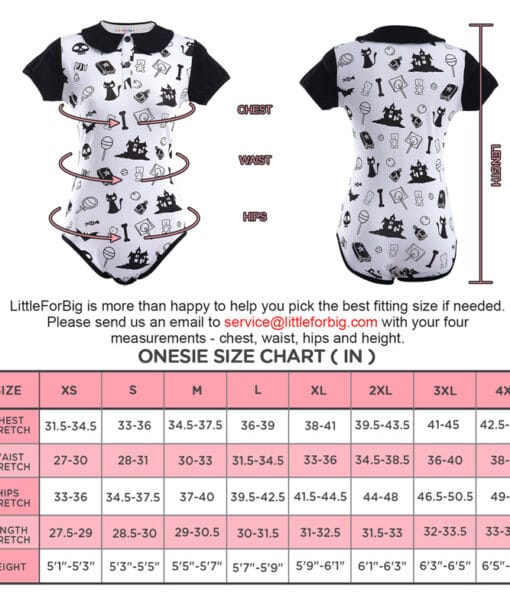 CHEST
WAIST
HIPS
LENGTH
LittleForBig is more than happy to help you pick the best fitting size if needed.
Please send us an email to service@littleforbig.com with your four
measurements - chest, waist, hips and height.
ONESIE SIZE CHART ( IN )
SIZE XS S M L XL 2XL 3XL 4X
HEST
RETCH 31.5-34.5 33-36 34.5-37.5 36-39 38-41 39.5-43.5 41-45 42.5-
AIST
RETCH 27-30 28-31 30-33 31.5-34.5 33-36 34.5-38.5 36-40 38-
HIPS
RETCH 33-36 34.5-37.5 37-40 39.5-42.5 41.5-44.5 44-48 46.5-50.5 49-
NGTH
RETCH 27.5-29 28.5-30 29-30.5 30-31.5 31-32.5 31.5-33 32-33.5 33-3
EIGHT 5'1"-5'3" 5'3"-5'5" 5'5"-5'7" 5'7"-5'9" 5'9"-6'1" 6'1"-6'3" 6'3"-6'5" 6'5"-